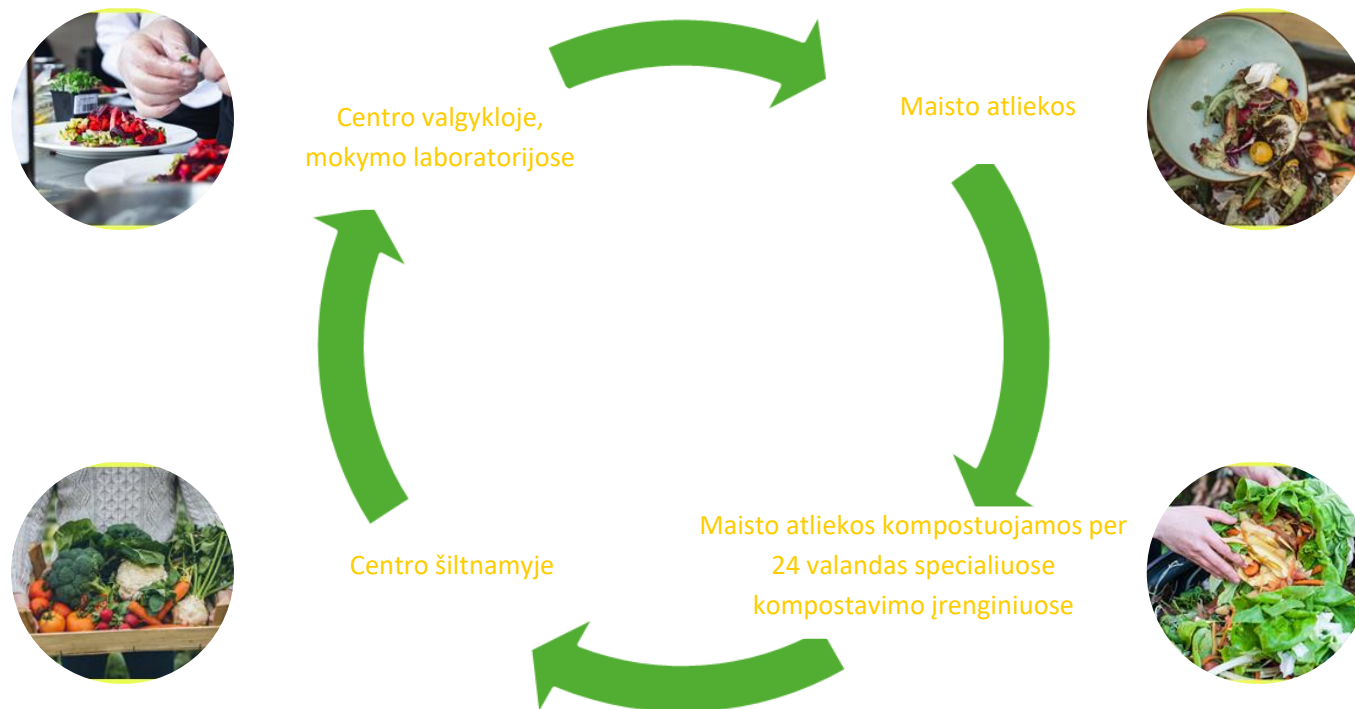 Centro valgykloje,
mokymo laboratorijose
Maisto atliekos
Maisto atliekos kompostuojamos per
24 valandas specialiuose
kompostavimo įrenginiuose
Centro šiltnamyje